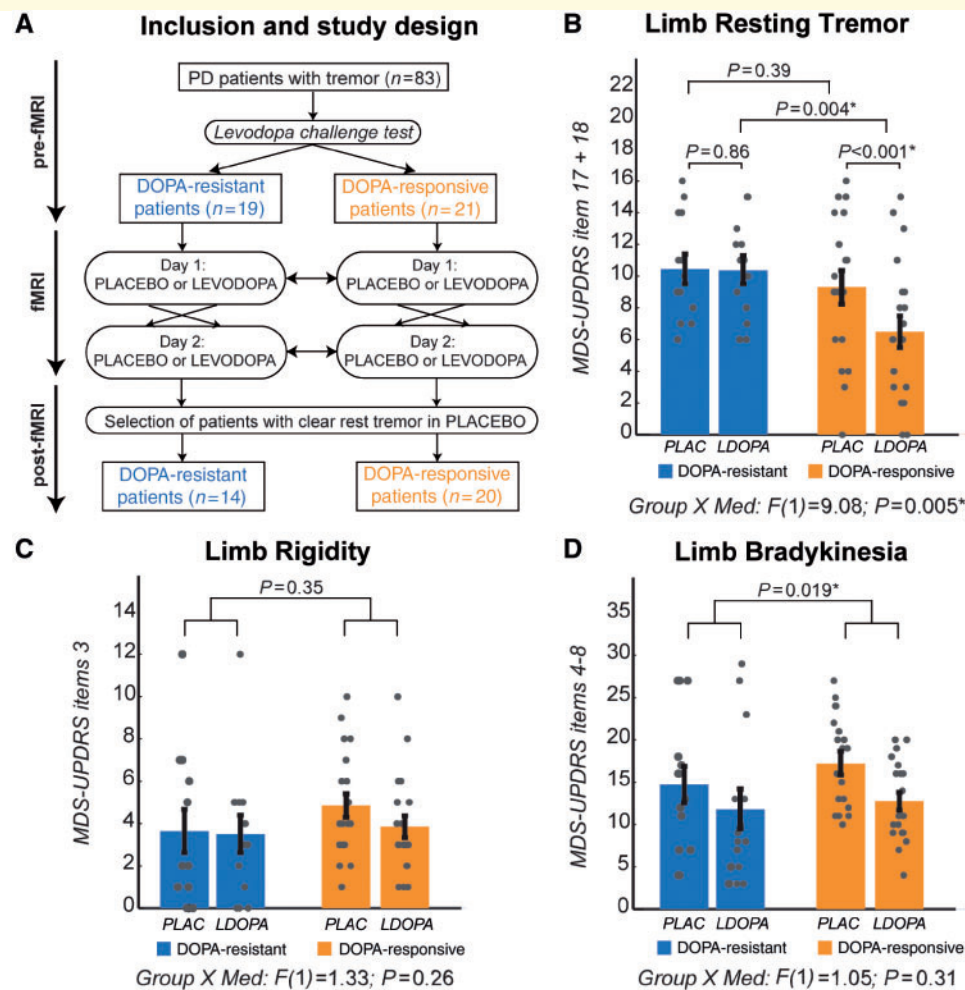 A
Inclusion and study design
pre-fMRI
fMRI
post-fMRI
PD patients with tremor (n=83)
Levodopa challenge test
DOPA-resistant
patients (n=19)
DOPA-responsive
patients (n=21)
Day 1:
PLACEBO or LEVODOPA
Day 1:
PLACEBO or LEVODOPA
Day 2:
PLACEBO or LEVODOPA
Day 2:
PLACEBO or LEVODOPA
Selection of patients with clear rest tremor in PLACEBO
DOPA-resistant
patients (n=14)
DOPA-responsive
patients (n=20)
B
Limb Resting Tremor
MDS-UPDRS item 17 + 18
22
20
18
16
14
12
10
8
6
4
2
0
P=0.39
P=0.004*
P=0.86
P<0.001*
PLAC LDOPA PLAC LDOPA
DOPA-resistant DOPA-responsive
Group X Med: F(1)=9.08; P=0.005*
C
Limb Rigidity
MDS-UPDRS items 3
14
12
10
8
6
4
2
0
P=0.35
PLAC LDOPA PLAC LDOPA
DOPA-resistant DOPA-responsive
Group X Med: F(1)=1.33; P=0.26
D
Limb Bradykinesia
MDS-UPDRS items 4-8
35
30
25
20
15
10
5
0
P=0.019*
PLAC LDOPA PLAC LDOPA
DOPA-resistant DOPA-responsive
Group X Med: F(1)=1.05; P=0.31